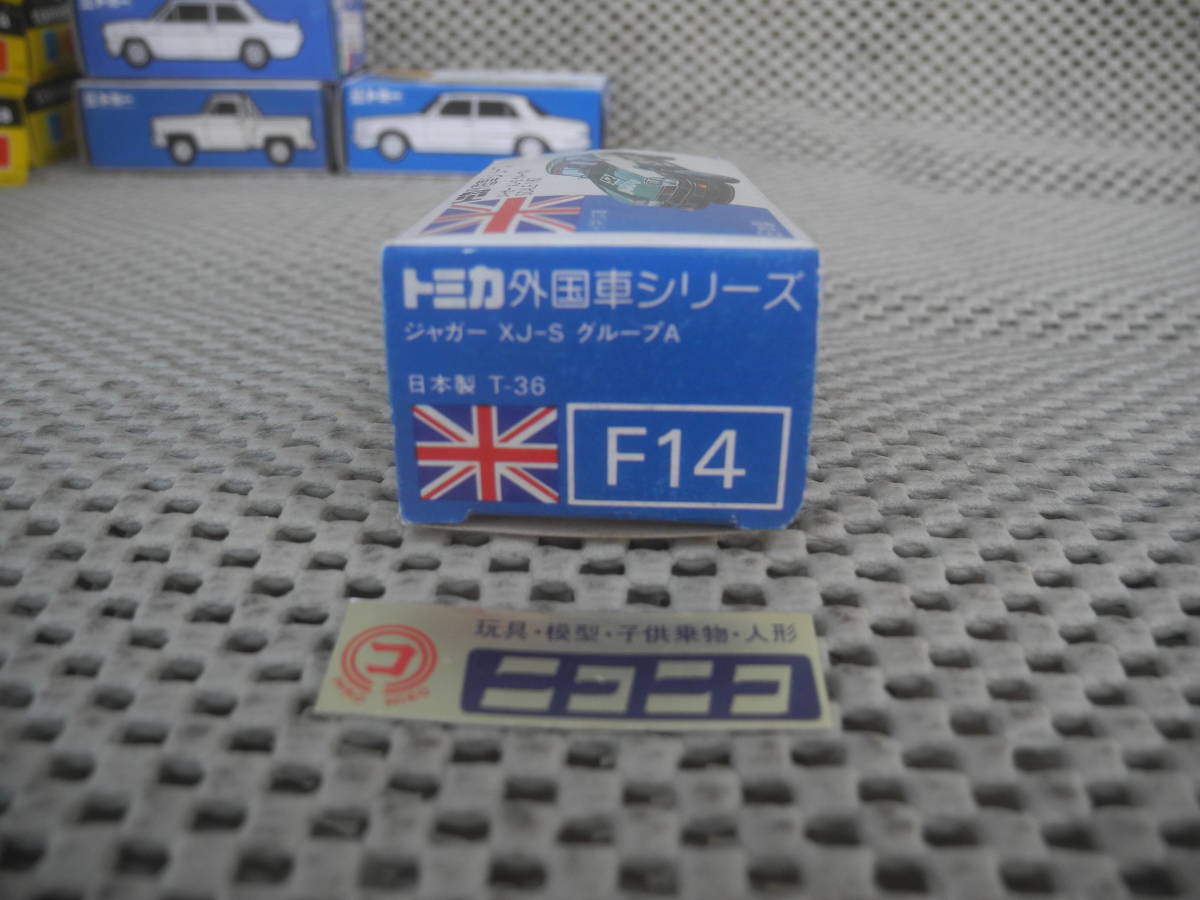 トミカ外国車シリーズ
ジャガー XJ-S グループA
日本製 T-36
F14
玩具・模型・子供乗物・人形
コ
ニコニコ